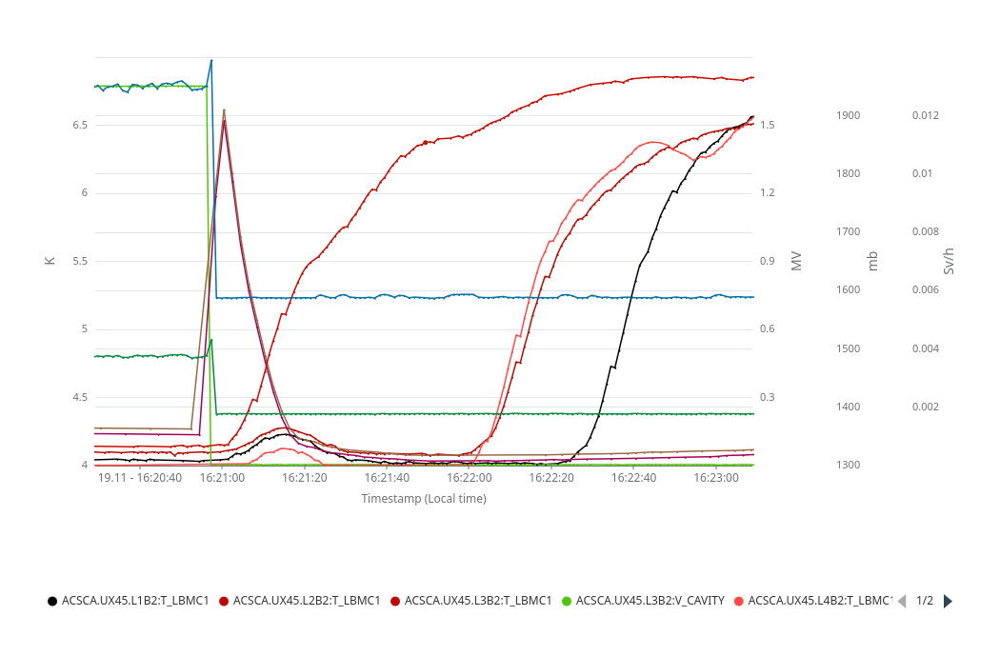 6.5 1.5 1900 0.012
6 1.2 1800 0.01
K 5.5 0.9 MV 1700 mb 0.008 Sv/h
5 0.6 1600 0.006
4.5 0.3 1500 0.004
1400 0.002
4 1300
19.11 - 16:20:40 16:21:00 16:21:20 16:21:40 16:22:00 16:22:20 16:22:40 16:23:00
Timestamp (Local time)
ACSCA.UX45.L1B2:T_LBMC1 ACSCA.UX45.L2B2:T_LBMC1 ACSCA.UX45.L3B2:T_LBMC1 ACSCA.UX45.L3B2:V_CAVITY ACSCA.UX45.L4B2:T_LBMC1 1/2